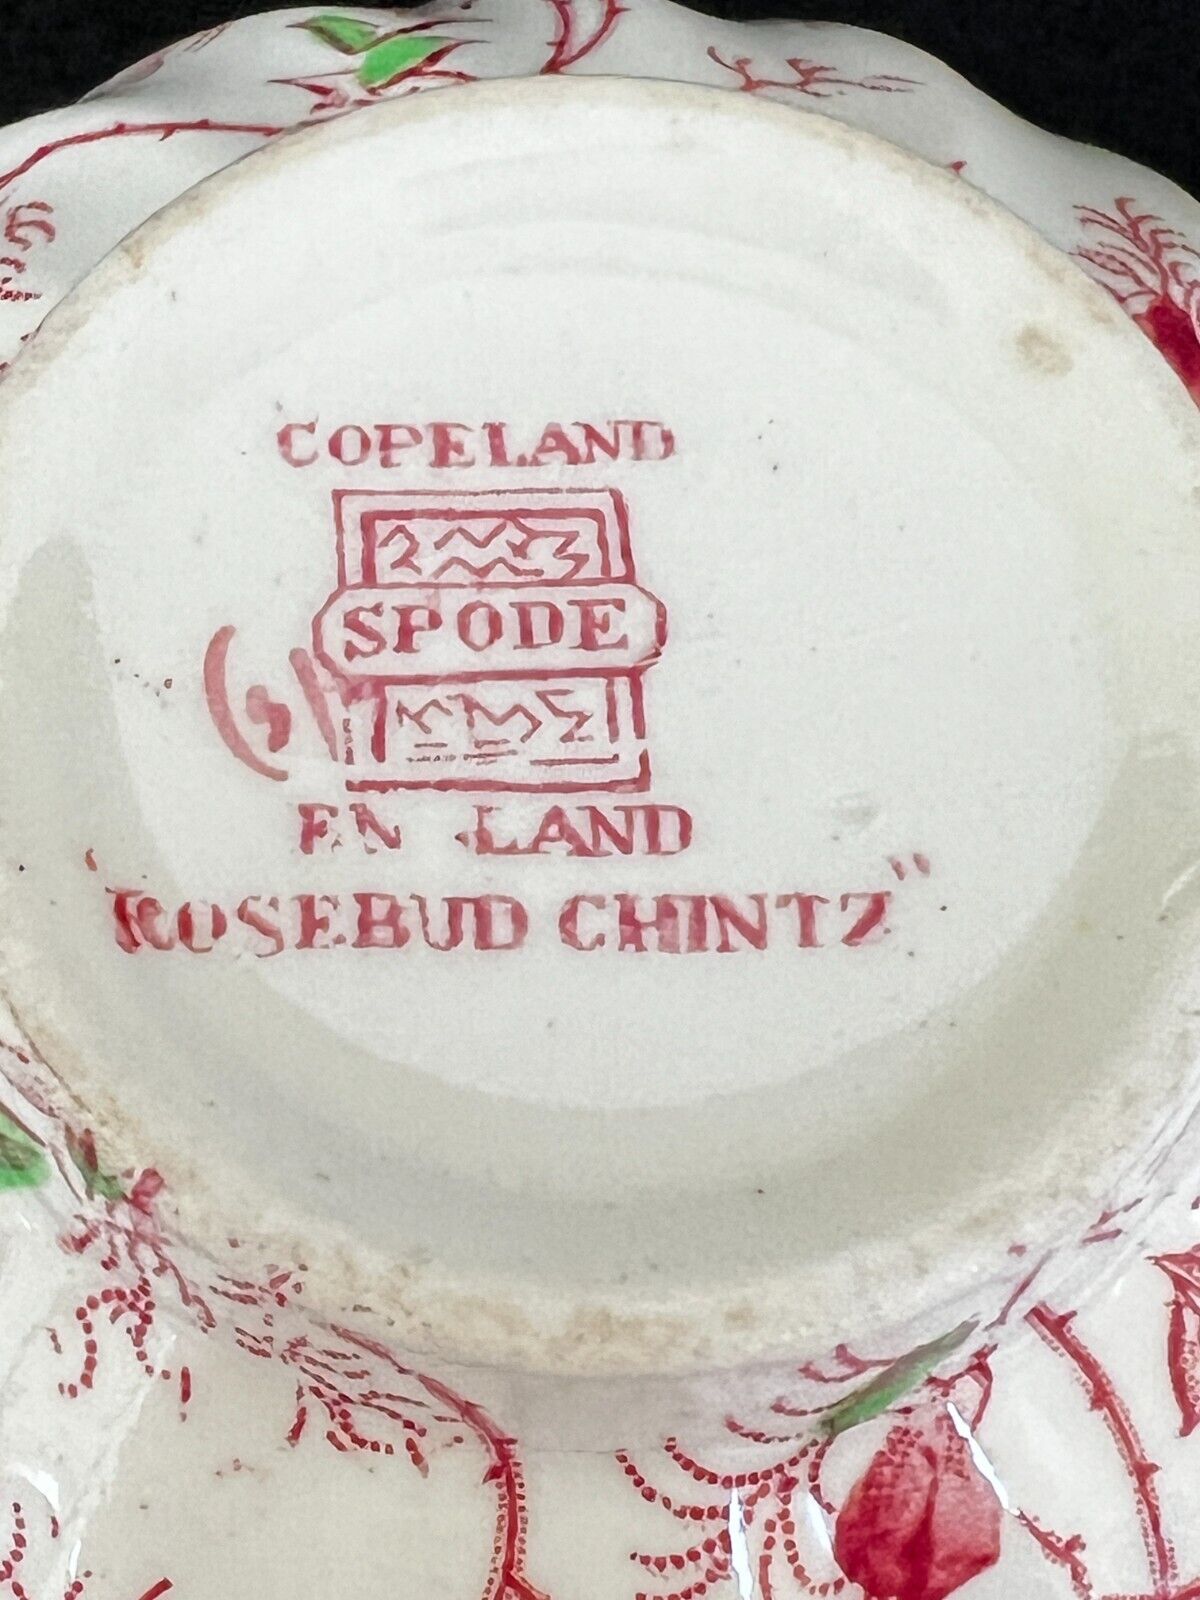 COPELAND
SPODE
EN LAND
"ROSEBUD CHINTZ"